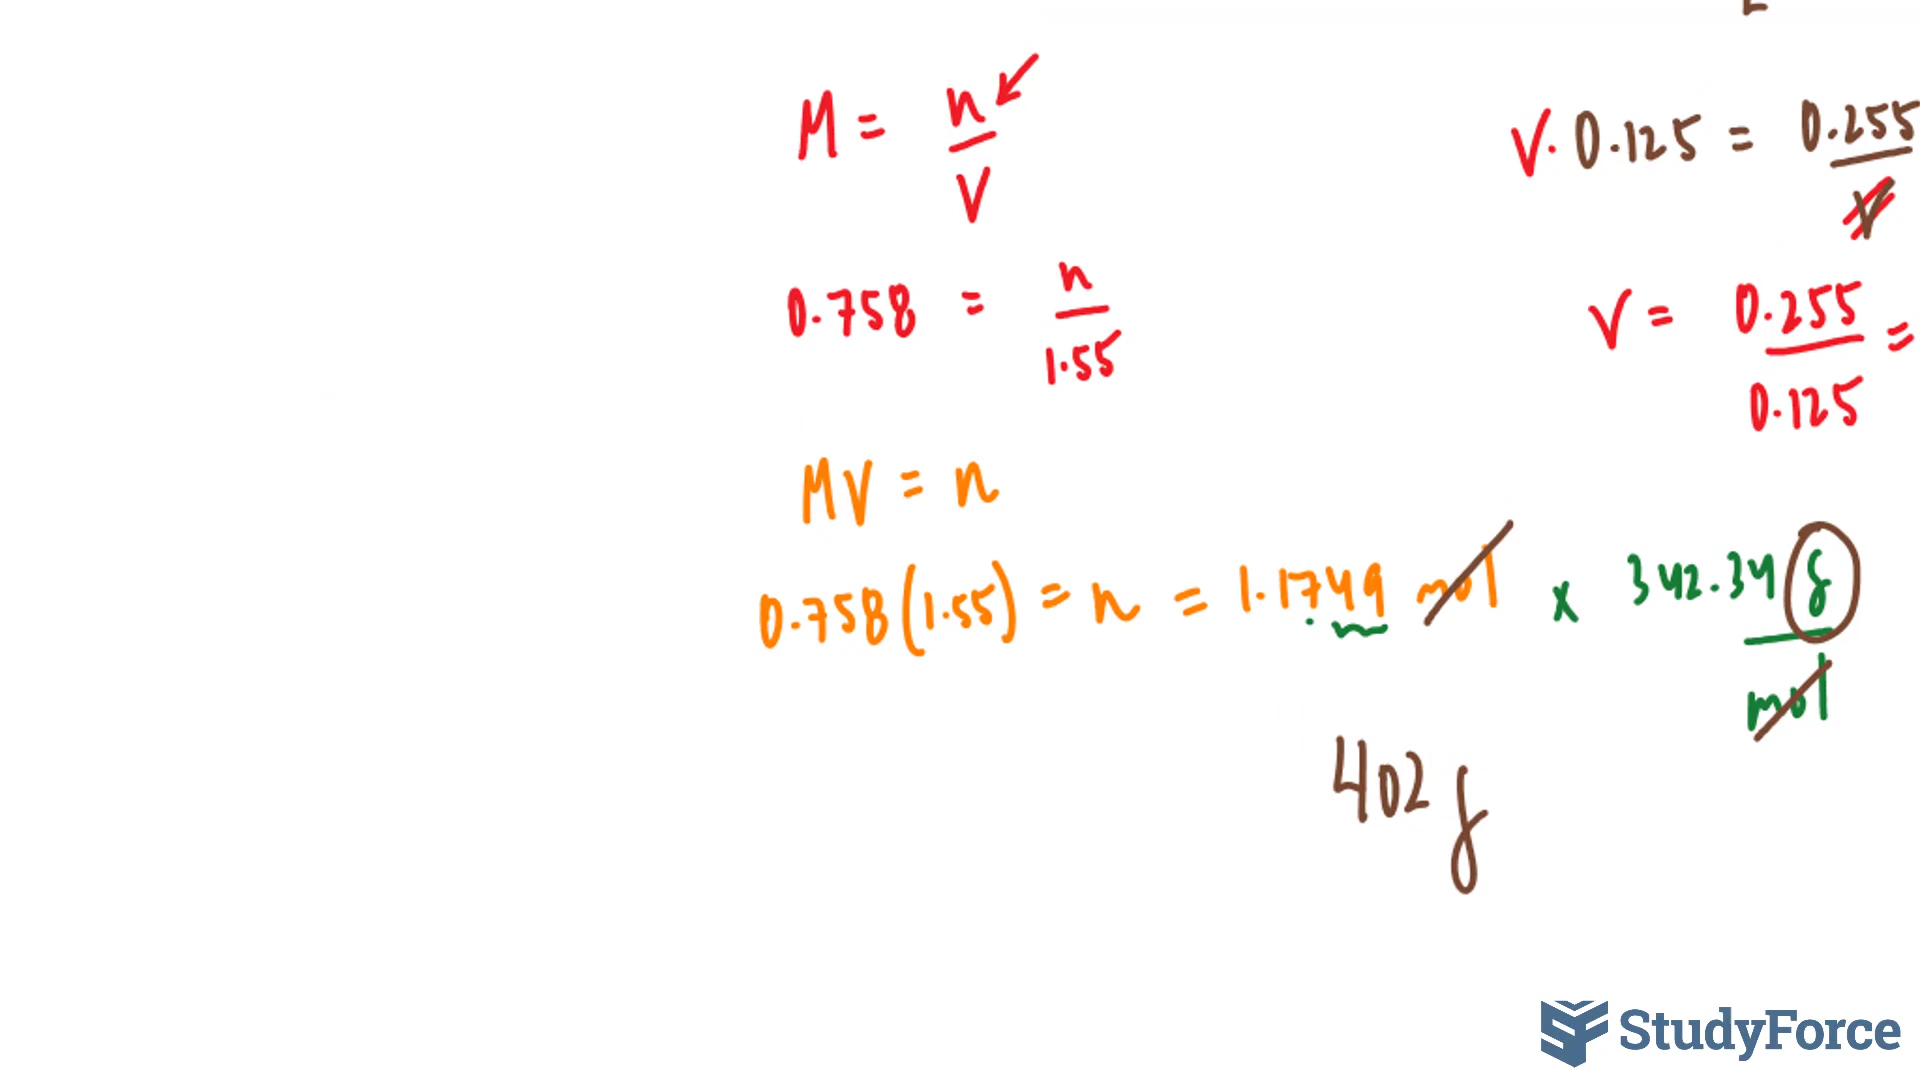 M = n/V
0.758 = n/1.55
MV = n
0.758(1.55) = n = 1.1749 mol x 342.34 g/mol
402 g
V. 0.125 = 0.255/V
V = 0.255/0.125 =
StudyForce